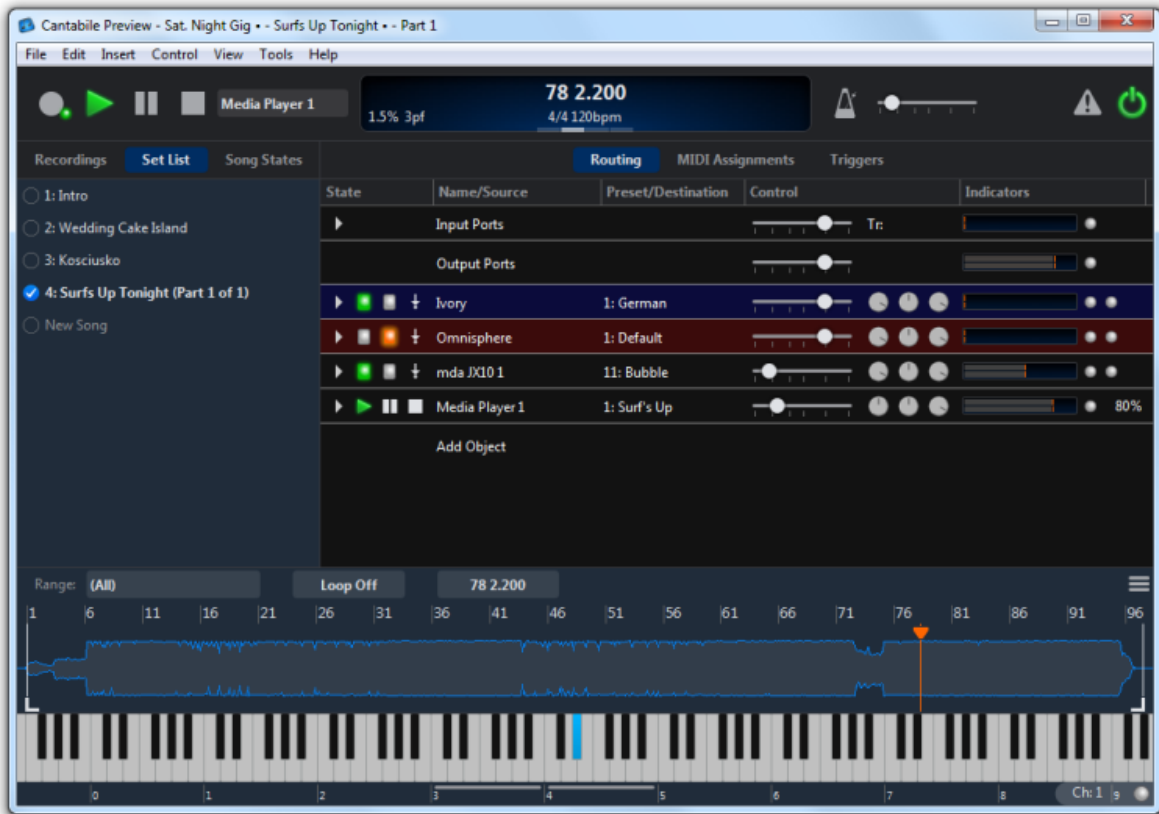 Cantabile Preview - Sat. Night Gig • - Surfs Up Tonight • - Part 1
File Edit Insert Control View Tools Help
Media Player 1
78 2.200
1.5% 3pf
4/4 120bpm
Recordings Set List Song States
Routing MIDI Assignments Triggers
1: Intro
2: Wedding Cake Island
3: Kosciusko
4: Surfs Up Tonight (Part 1 of 1)
New Song
State Name/Source Preset/Destination Control Indicators
Input Ports Tr:
Output Ports
Ivory 1: German
Omnisphere 1: Default
mda JX10 1 11: Bubble
Media Player 1 1: Surf's Up 80%
Add Object
Range: (All) Loop Off 78 2.200
1 6 11 16 21 26 31 36 41 46 51 56 61 66 71 76 81 86 91 96
0 1 2 3 4 5 6 7 8 Ch: 1 9